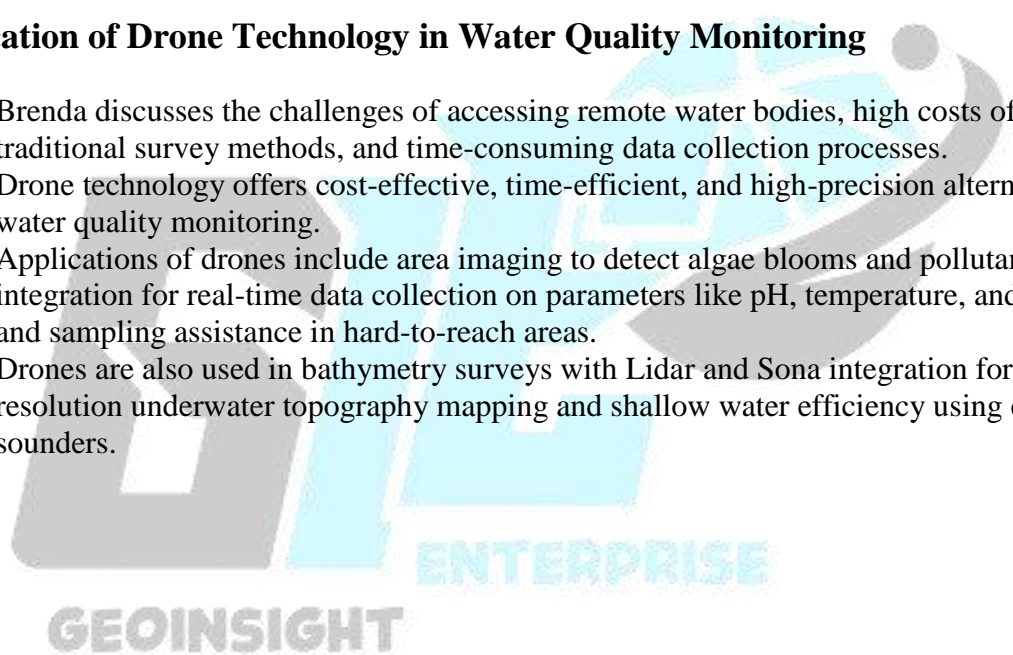 cation of Drone Technology in Water Quality Monitoring
Brenda discusses the challenges of accessing remote water bodies, high costs of
traditional survey methods, and time-consuming data collection processes.
Drone technology offers cost-effective, time-efficient, and high-precision altern
water quality monitoring.
Applications of drones include area imaging to detect algae blooms and pollutan
integration for real-time data collection on parameters like pH, temperature, and
and sampling assistance in hard-to-reach areas.
Drones are also used in bathymetry surveys with Lidar and Sona integration for
resolution underwater topography mapping and shallow water efficiency using
sounders.
ENTERPRISE
GEOINSIGHT